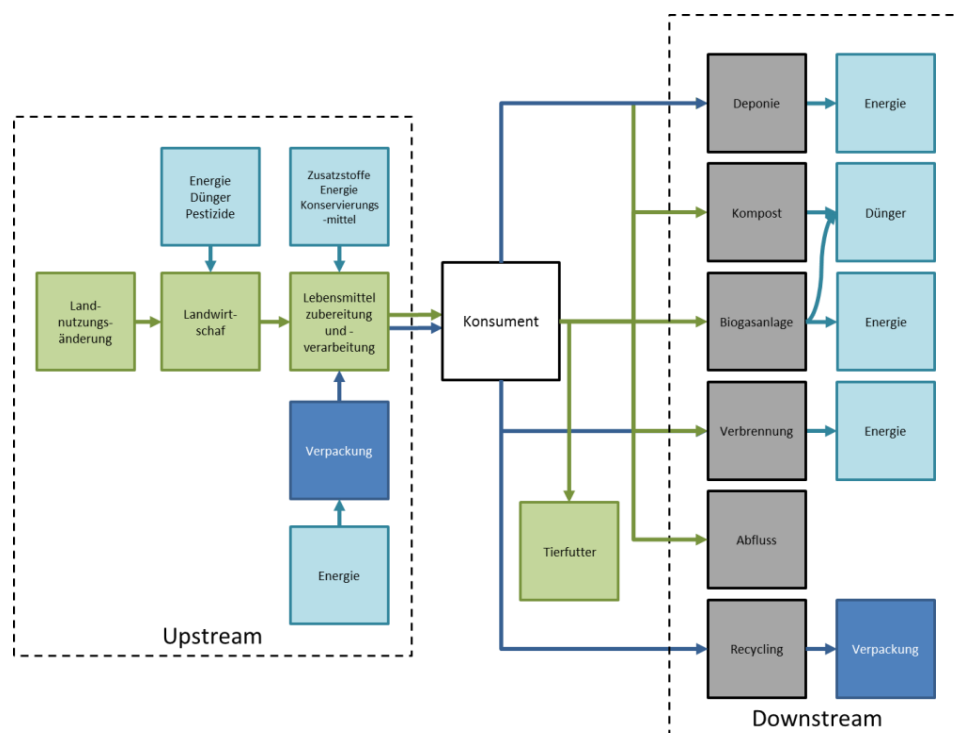 Energie
Dünger
Pestizide
Zusatzstoffe
Energie
Konservierungs
-mittel
Land-
nutzungs-
änderung
Landwirt-
schaf
Lebensmittel
zubereitung
und -
verarbeitung
Verpackung
Energie
Upstream
Konsument
Tierfutter
Deponie
Energie
Kompost
Dünger
Biogasanlage
Energie
Verbrennung
Energie
Abfluss
Recycling
Verpackung
Downstream